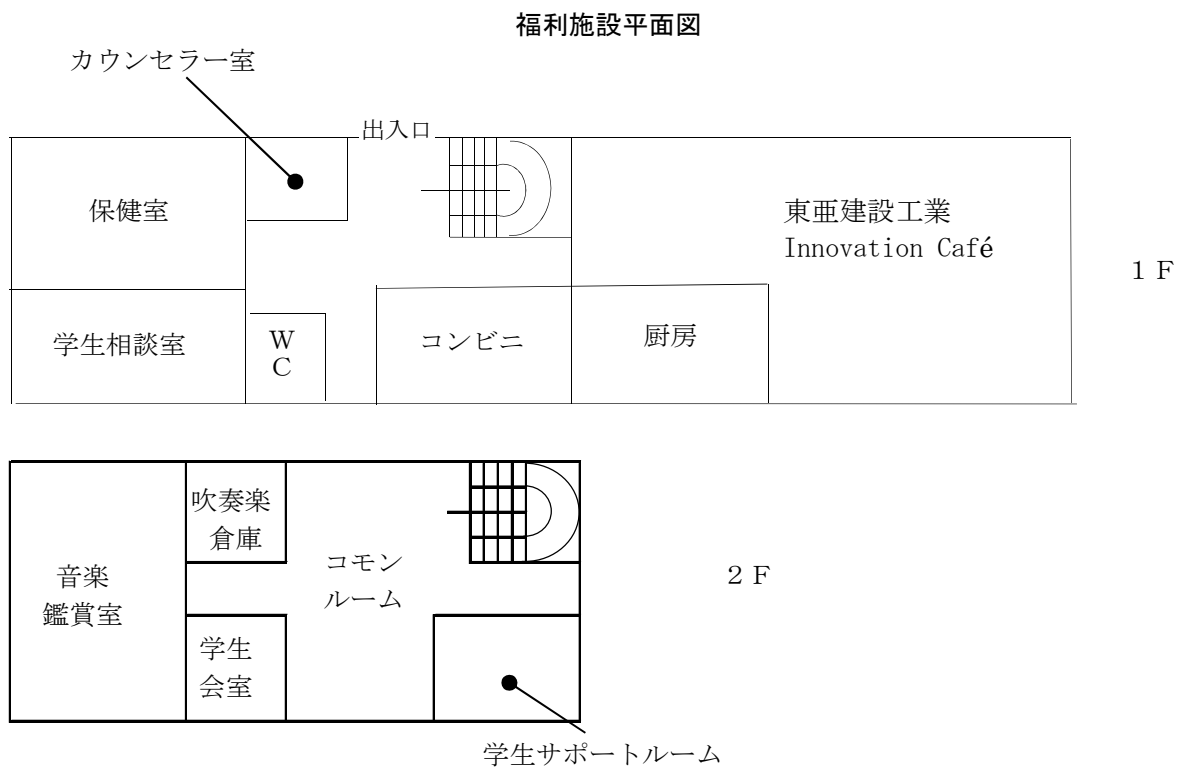 福利施設平面図
カウンセラー室
出入口
保健室
東亜建設工業
Innovation Café
１Ｆ
学生相談室
Ｗ
Ｃ
コンビニ
厨房
吹奏楽
倉庫
コモン
ルーム
２Ｆ
音楽
鑑賞室
学生
会室
学生サポートルーム